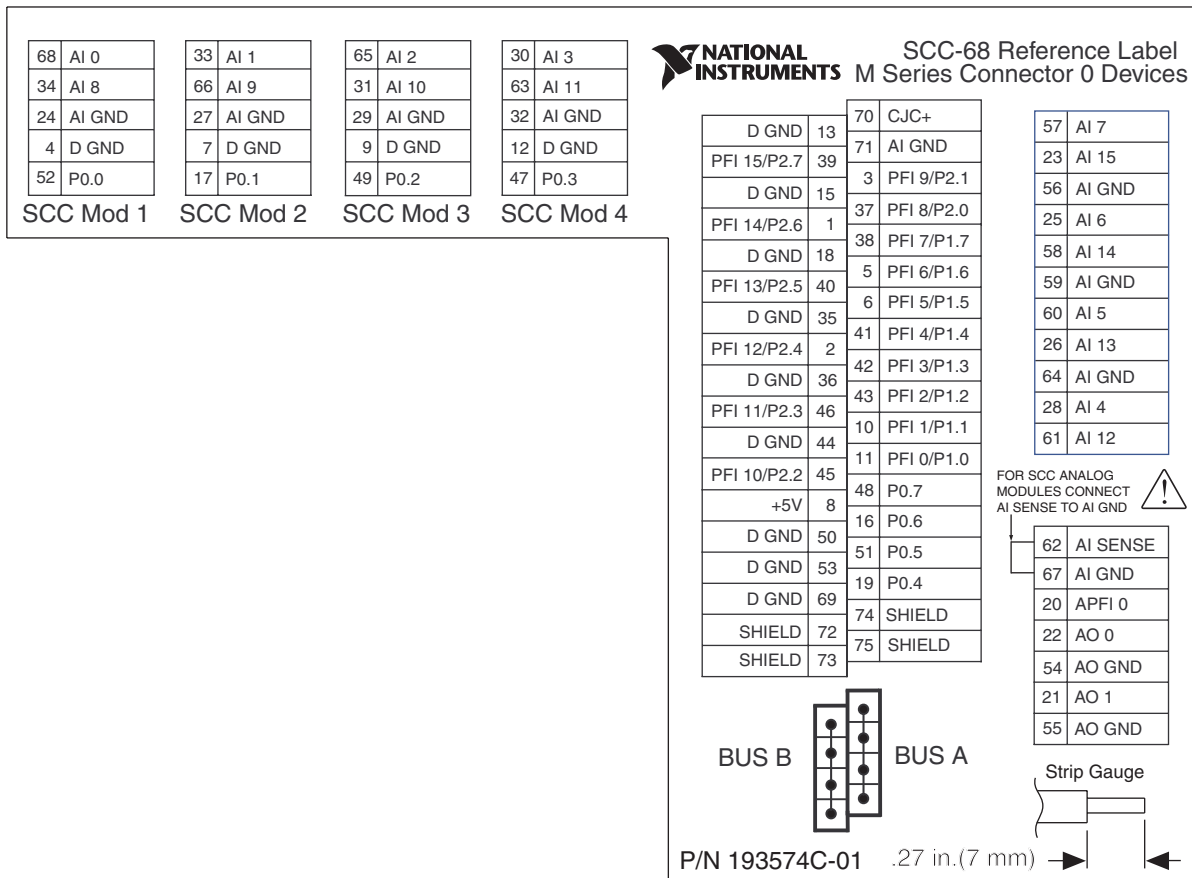 68 AI 0
34 AI 8
24 AI GND
4 D GND
52 P0.0
SCC Mod 1
33 AI 1
66 AI 9
27 AI GND
7 D GND
17 P0.1
SCC Mod 2
65 AI 2
31 AI 10
29 AI GND
9 D GND
49 P0.2
SCC Mod 3
30 AI 3
63 AI 11
32 AI GND
12 D GND
47 P0.3
SCC Mod 4
NATIONAL
INSTRUMENTS
SCC-68 Reference Label
M Series Connector 0 Devices
D GND 13
PFI 15/P2.7 39
D GND 15
PFI 14/P2.6 1
D GND 18
PFI 13/P2.5 40
D GND 35
PFI 12/P2.4 2
D GND 36
PFI 11/P2.3 46
D GND 44
PFI 10/P2.2 45
+5V 8
D GND 50
D GND 53
D GND 69
SHIELD 72
SHIELD 73
70 CJC+
71 AI GND
3 PFI 9/P2.1
37 PFI 8/P2.0
38 PFI 7/P1.7
5 PFI 6/P1.6
6 PFI 5/P1.5
41 PFI 4/P1.4
42 PFI 3/P1.3
43 PFI 2/P1.2
10 PFI 1/P1.1
11 PFI 0/P1.0
48 P0.7
16 P0.6
51 P0.5
19 P0.4
74 SHIELD
75 SHIELD
57 AI 7
23 AI 15
56 AI GND
25 AI 6
58 AI 14
59 AI GND
60 AI 5
26 AI 13
64 AI GND
28 AI 4
61 AI 12
FOR SCC ANALOG
MODULES CONNECT
AI SENSE TO AI GND
!
62 AI SENSE
67 AI GND
20 APFI 0
22 AO 0
54 AO GND
21 AO 1
55 AO GND
BUS B
BUS A
Strip Gauge
P/N 193574C-01
.27 in.(7 mm)